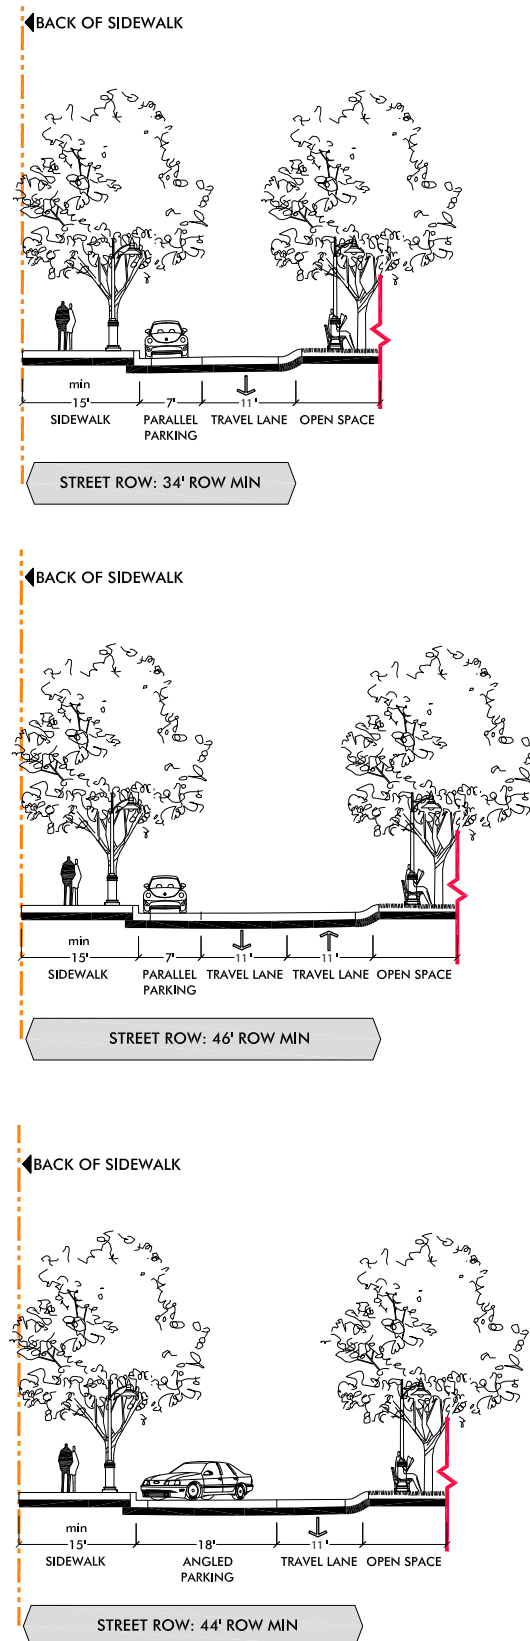 BACK OF SIDEWALK
min
15' 7' 11'
SIDEWALK PARALLEL PARKING TRAVEL LANE OPEN SPACE
STREET ROW: 34' ROW MIN
BACK OF SIDEWALK
min
15' 7' 11' 11'
SIDEWALK PARALLEL PARKING TRAVEL LANE TRAVEL LANE OPEN SPACE
STREET ROW: 46' ROW MIN
BACK OF SIDEWALK
min
15' 18' 11'
SIDEWALK ANGLED PARKING TRAVEL LANE OPEN SPACE
STREET ROW: 44' ROW MIN